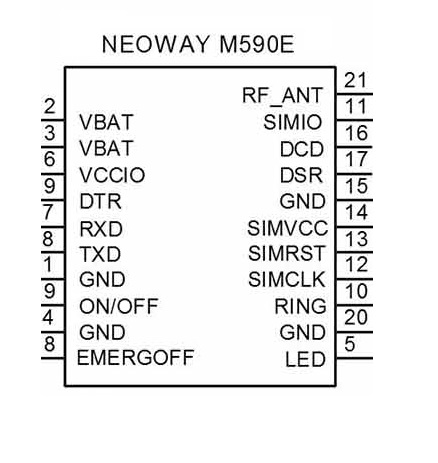 NEOWAY M590E
2 VBAT
3 VBAT
6 VCCIO
9 DTR
7 RXD
8 TXD
1 GND
9 ON/OFF
4 GND
8 EMERGOFF
RF_ANT 21
SIMIO 11
DCD 16
DSR 17
GND 15
SIMVCC 14
SIMRST 13
SIMCLK 12
RING 10
GND 20
LED 5